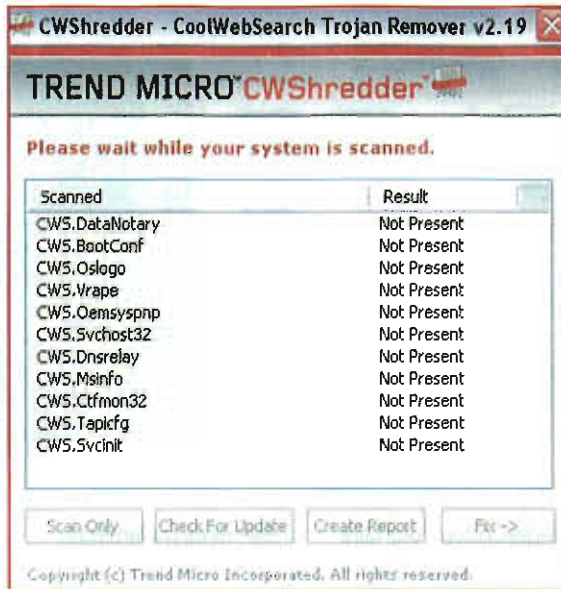 CWShredder - CoolWebSearch Trojan Remover v2.19
TREND MICRO™ CWShredder™
Please wait while your system is scanned.
Scanned Result
CWS.DataNotary Not Present
CWS.BootConf Not Present
CWS.Oslogo Not Present
CWS.Vrape Not Present
CWS.Oemsyspnp Not Present
CWS.Svchost32 Not Present
CWS.Dnsrelay Not Present
CWS.Msinfo Not Present
CWS.Ctfmon32 Not Present
CWS.Tapicfg Not Present
CWS.Svcinit Not Present
Scan Only Check For Update Create Report Fix ->
Copyright (c) Trend Micro Incorporated. All rights reserved.